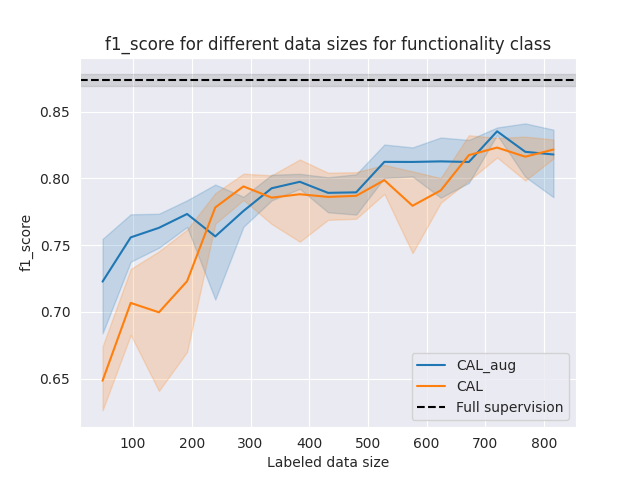 f1_score for different data sizes for functionality class
f1_score
0.85
0.80
0.75
0.70
0.65
100 200 300 400 500 600 700 800
Labeled data size
CAL_aug
CAL
Full supervision